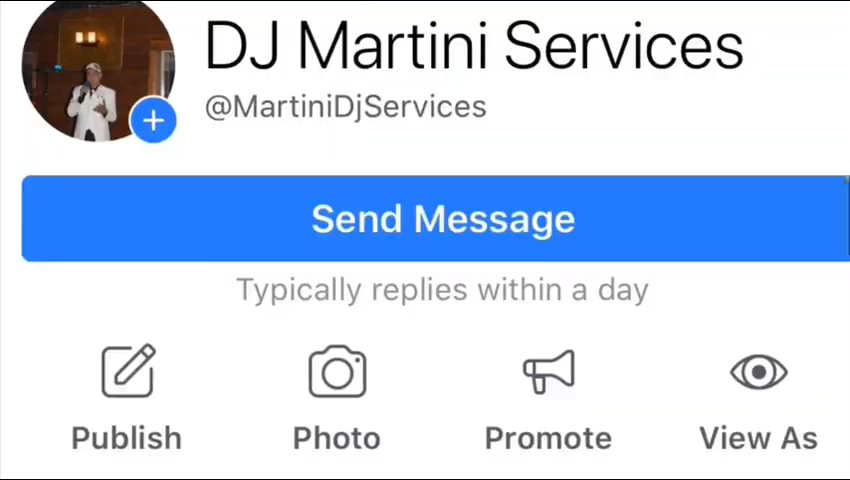 DJ Martini Services
@MartiniDjServices
Send Message
Typically replies within a day
Publish
Photo
Promote
View As